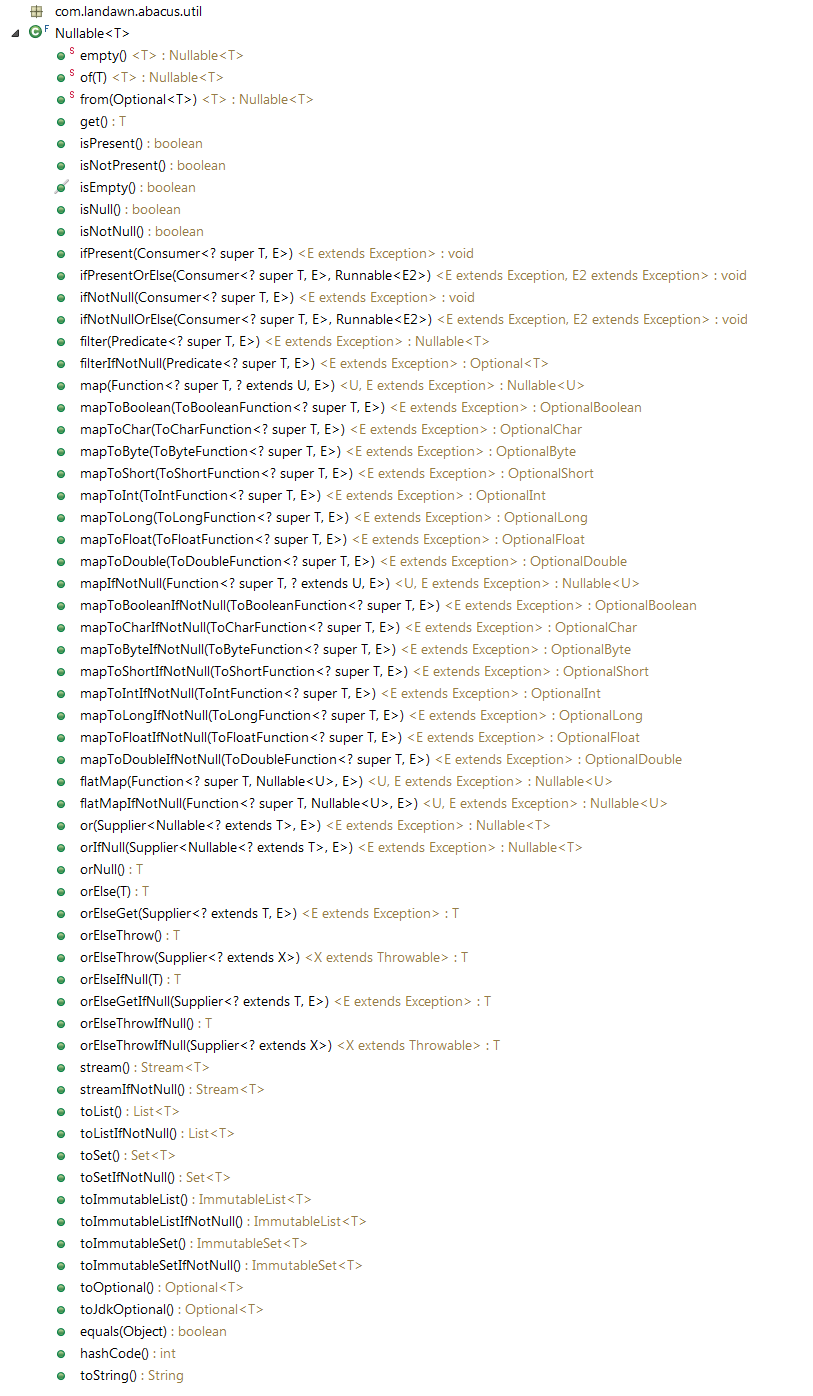 com.landawn.abacus.util
F Nullable<T>
S empty() <T> : Nullable<T>
S of(T) <T> : Nullable<T>
S from(Optional<T>) <T> : Nullable<T>
get() : T
isPresent() : boolean
isNotPresent() : boolean
isEmpty() : boolean
isNull() : boolean
isNotNull() : boolean
ifPresent(Consumer<? super T, E>) <E extends Exception> : void
ifPresentOrElse(Consumer<? super T, E>, Runnable<E2>) <E extends Exception, E2 extends Exception> : void
ifNotNull(Consumer<? super T, E>) <E extends Exception> : void
ifNotNullOrElse(Consumer<? super T, E>, Runnable<E2>) <E extends Exception, E2 extends Exception> : void
filter(Predicate<? super T, E>) <E extends Exception> : Nullable<T>
filterIfNotNull(Predicate<? super T, E>) <E extends Exception> : Optional<T>
map(Function<? super T, ? extends U, E>) <U, E extends Exception> : Nullable<U>
mapToBoolean(ToBooleanFunction<? super T, E>) <E extends Exception> : OptionalBoolean
mapToChar(ToCharFunction<? super T, E>) <E extends Exception> : OptionalChar
mapToByte(ToByteFunction<? super T, E>) <E extends Exception> : OptionalByte
mapToShort(ToShortFunction<? super T, E>) <E extends Exception> : OptionalShort
mapToInt(ToIntFunction<? super T, E>) <E extends Exception> : OptionalInt
mapToLong(ToLongFunction<? super T, E>) <E extends Exception> : OptionalLong
mapToFloat(ToFloatFunction<? super T, E>) <E extends Exception> : OptionalFloat
mapToDouble(ToDoubleFunction<? super T, E>) <E extends Exception> : OptionalDouble
mapIfNotNull(Function<? super T, ? extends U, E>) <U, E extends Exception> : Nullable<U>
mapToBooleanIfNotNull(ToBooleanFunction<? super T, E>) <E extends Exception> : OptionalBoolean
mapToCharIfNotNull(ToCharFunction<? super T, E>) <E extends Exception> : OptionalChar
mapToByteIfNotNull(ToByteFunction<? super T, E>) <E extends Exception> : OptionalByte
mapToShortIfNotNull(ToShortFunction<? super T, E>) <E extends Exception> : OptionalShort
mapToIntIfNotNull(ToIntFunction<? super T, E>) <E extends Exception> : OptionalInt
mapToLongIfNotNull(ToLongFunction<? super T, E>) <E extends Exception> : OptionalLong
mapToFloatIfNotNull(ToFloatFunction<? super T, E>) <E extends Exception> : OptionalFloat
mapToDoubleIfNotNull(ToDoubleFunction<? super T, E>) <E extends Exception> : OptionalDouble
flatMap(Function<? super T, Nullable<U>, E>) <U, E extends Exception> : Nullable<U>
flatMapIfNotNull(Function<? super T, Nullable<U>, E>) <U, E extends Exception> : Nullable<U>
or(Supplier<Nullable<? extends T>, E>) <E extends Exception> : Nullable<T>
orIfNull(Supplier<Nullable<? extends T>, E>) <E extends Exception> : Nullable<T>
orNull() : T
orElse(T) : T
orElseGet(Supplier<? extends T, E>) <E extends Exception> : T
orElseThrow() : T
orElseThrow(Supplier<? extends X>) <X extends Throwable> : T
orElseIfNull(T) : T
orElseGetIfNull(Supplier<? extends T, E>) <E extends Exception> : T
orElseThrowIfNull() : T
orElseThrowIfNull(Supplier<? extends X>) <X extends Throwable> : T
stream() : Stream<T>
streamIfNotNull() : Stream<T>
toList() : List<T>
toListIfNotNull() : List<T>
toSet() : Set<T>
toSetIfNotNull() : Set<T>
toImmutableList() : ImmutableList<T>
toImmutableListIfNotNull() : ImmutableList<T>
toImmutableSet() : ImmutableSet<T>
toImmutableSetIfNotNull() : ImmutableSet<T>
toOptional() : Optional<T>
toJdkOptional() : Optional<T>
equals(Object) : boolean
hashCode() : int
toString() : String